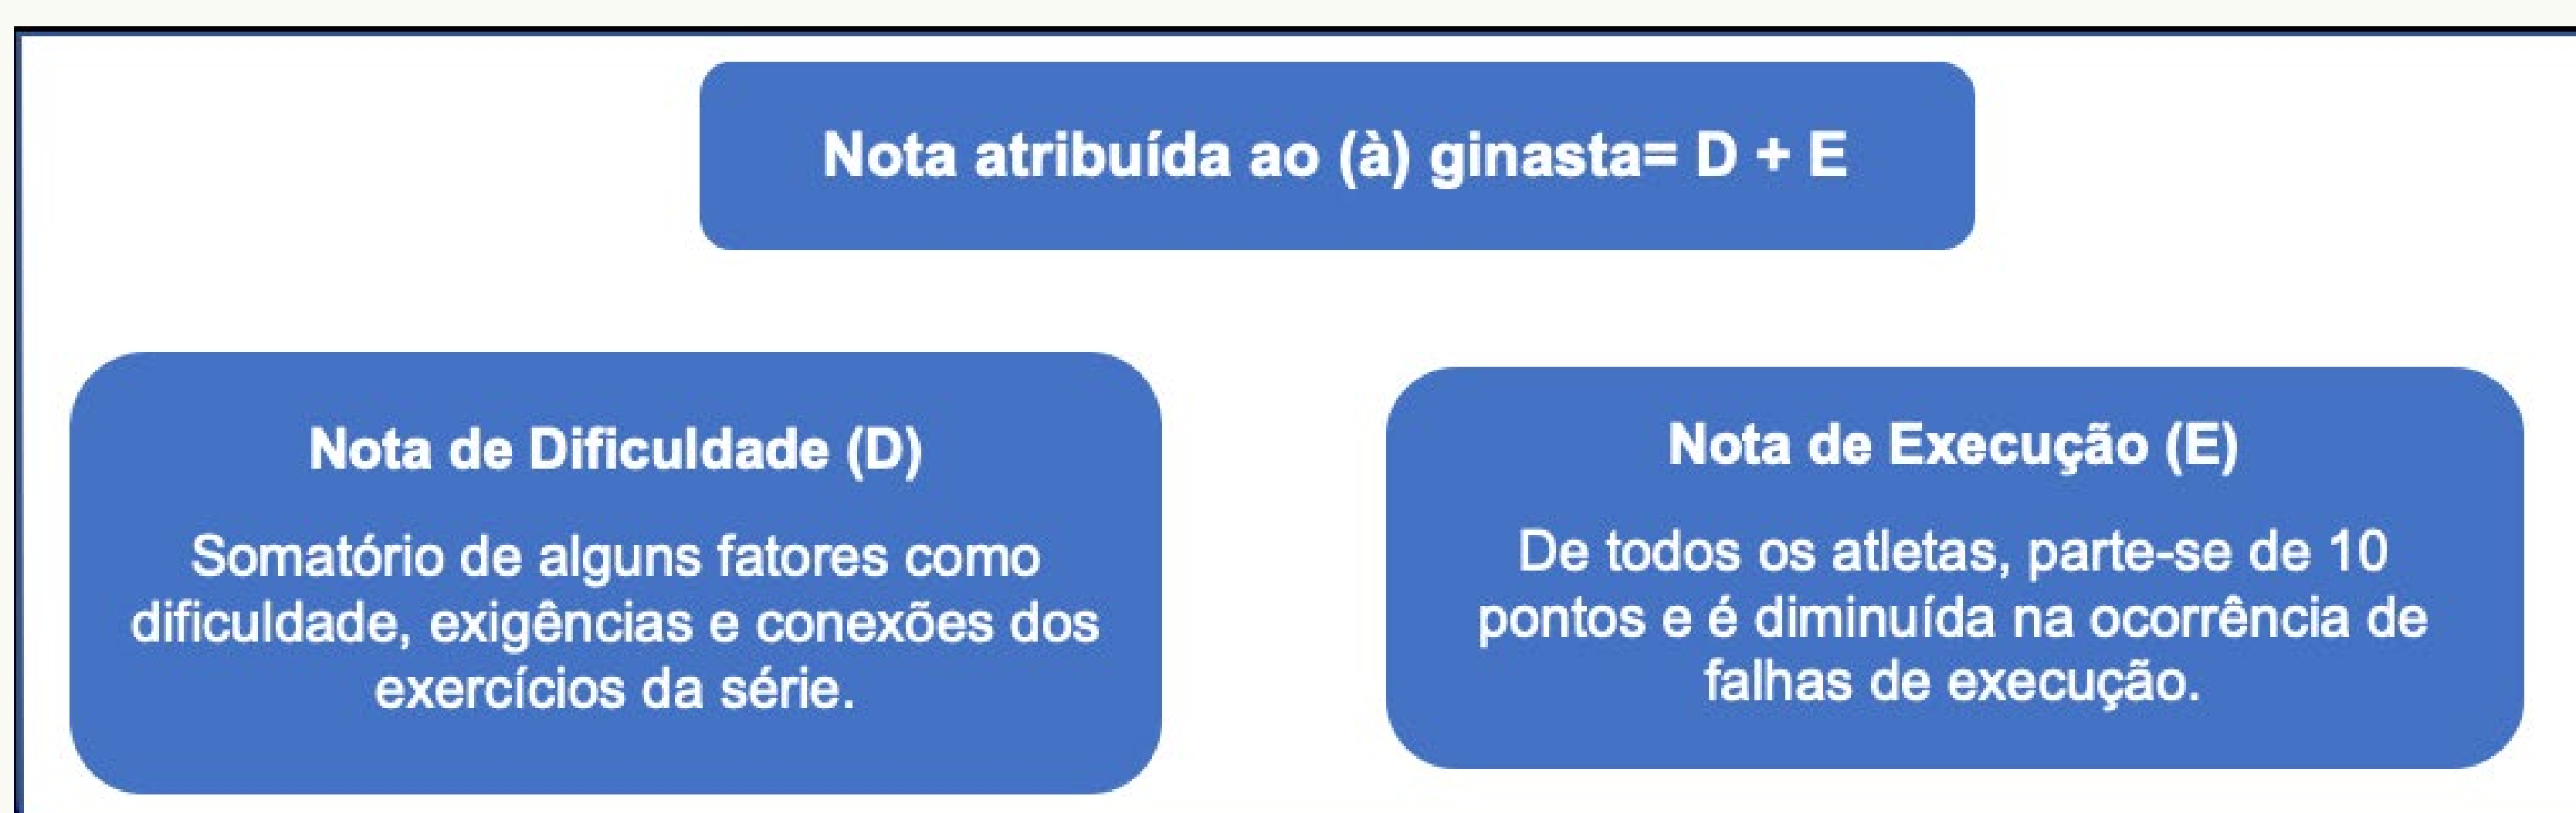 Nota atribuída ao (à) ginasta= D + E
Nota de Dificuldade (D)
Somatório de alguns fatores como
dificuldade, exigências e conexões dos
exercícios da série.
Nota de Execução (E)
De todos os atletas, parte-se de 10
pontos e é diminuída na ocorrência de
falhas de execução.